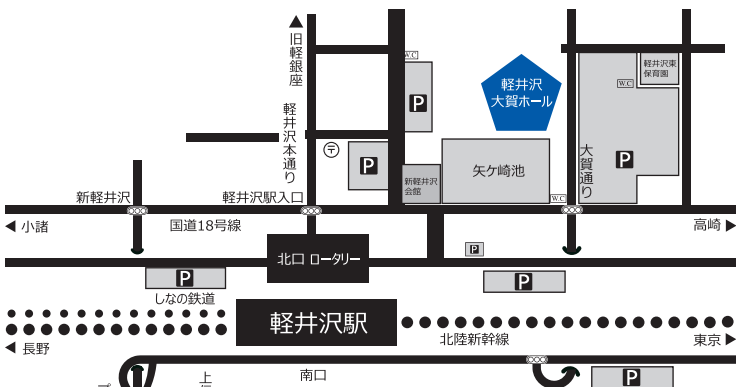 旧軽銀座
軽井沢本通り
W.C
P
軽井沢
大賀ホール
軽井沢東
保育園
W.C
P
大賀通り
〒
P
新軽井沢
会館
矢ケ崎池
W.C
新軽井沢
軽井沢駅入口
小諸
国道18号線
高崎
北口 ロータリー
P
P
しなの鉄道
P
軽井沢駅
北陸新幹線
長野
東京
南口
P